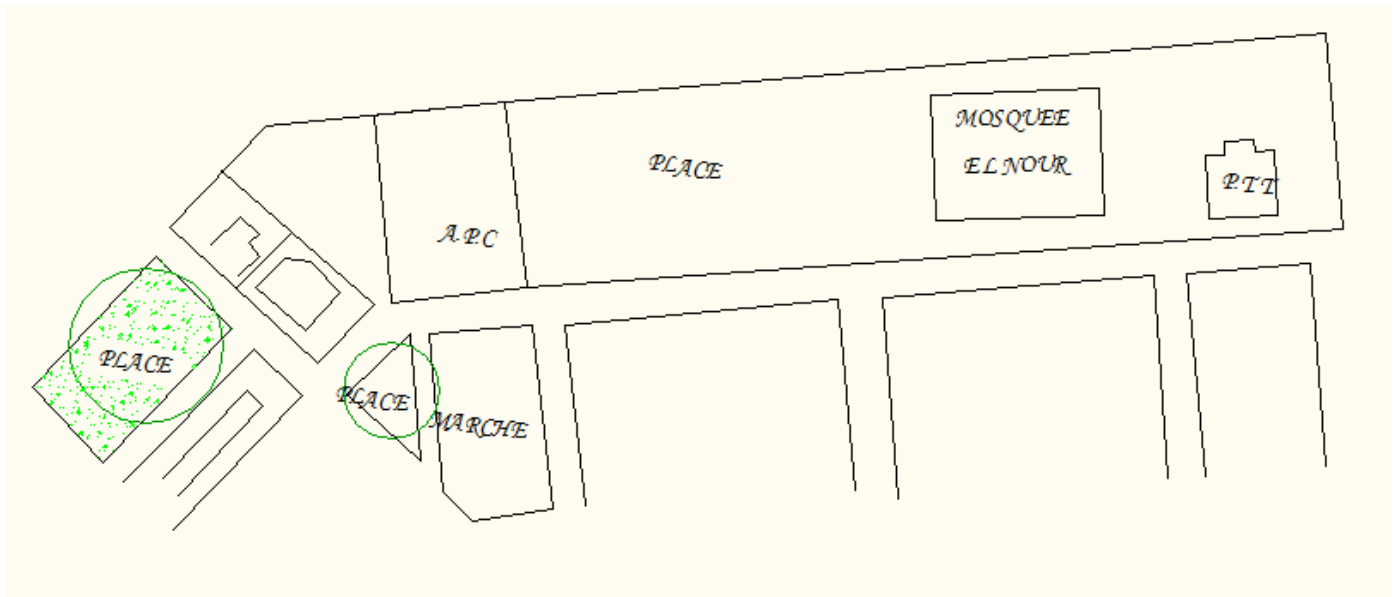 MOSQUEE
EL NOUR
PLACE
P.T T
A.P.C
PLACE
PLACE
MARCHE